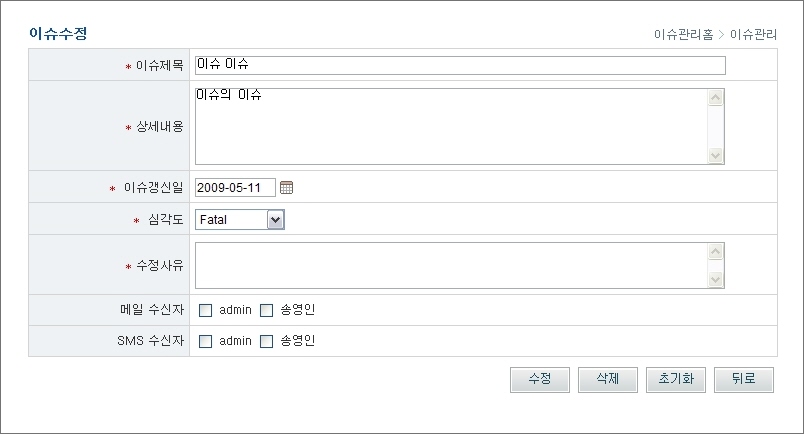 이슈수정
이슈관리홈 > 이슈관리
* 이슈제목 이슈 이슈
* 상세내용 이슈의 이슈
* 이슈갱신일 2009-05-11
* 심각도 Fatal
* 수정사유
메일 수신자 admin 송영인
SMS 수신자 admin 송영인
수정 삭제 초기화 뒤로